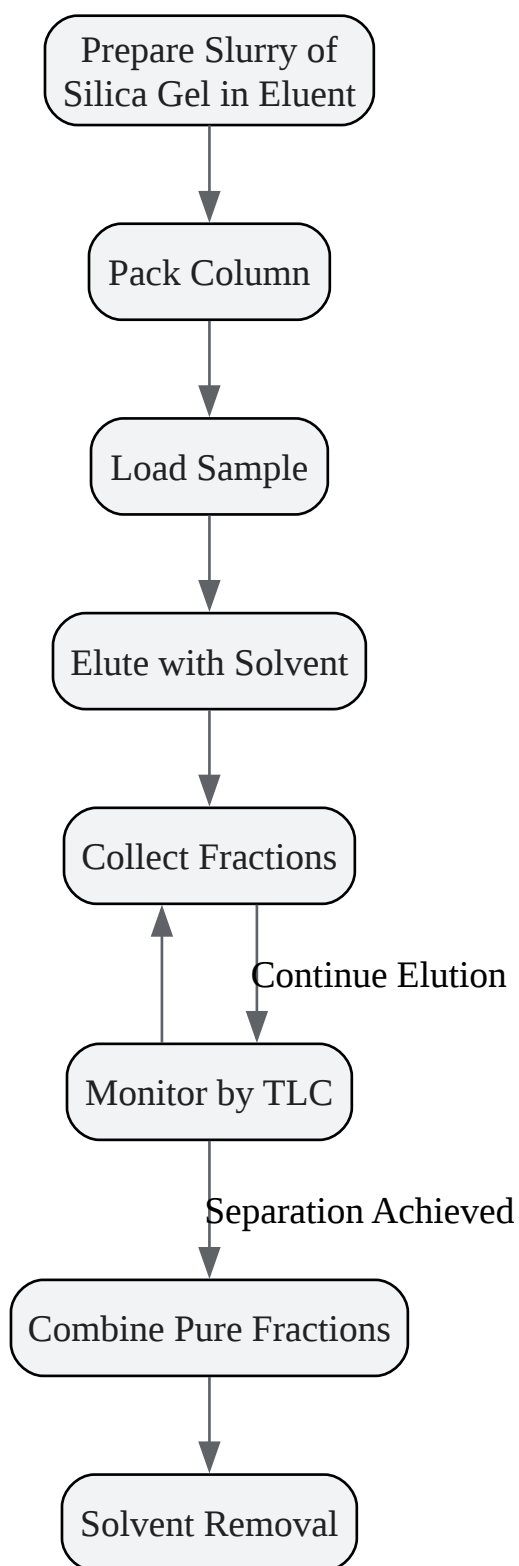 Prepare Slurry of
Silica Gel in Eluent
Pack Column
Load Sample
Elute with Solvent
Collect Fractions
Continue Elution
Monitor by TLC
Separation Achieved
Combine Pure Fractions
Solvent Removal